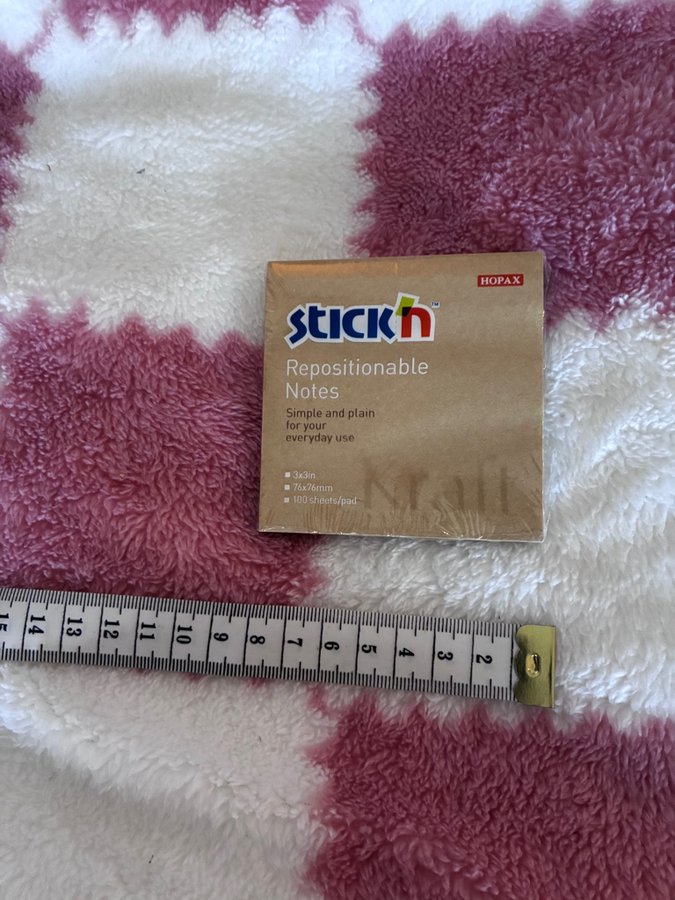 HOPAX
STICK'n™
Repositionable
Notes
Simple and plain
for your
everyday use
3x3in
76x76mm
100 sheets/pad
Kraft
15 14 13 12 11 10 9 8 7 6 5 4 3 2